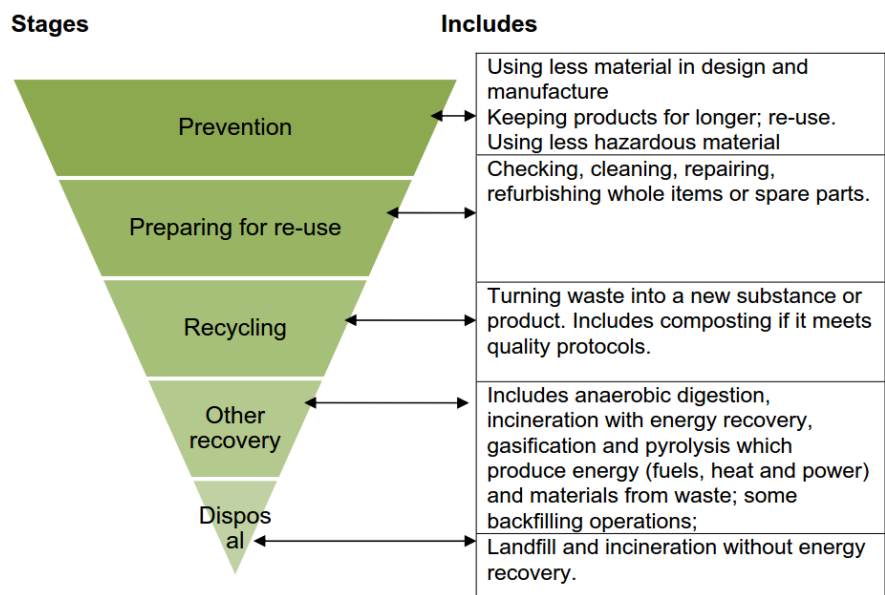 Stages
Includes
Prevention
Using less material in design and
manufacture
Keeping products for longer; re-use.
Using less hazardous material
Preparing for re-use
Checking, cleaning, repairing,
refurbishing whole items or spare parts.
Recycling
Turning waste into a new substance or
product. Includes composting if it meets
quality protocols.
Other
recovery
Includes anaerobic digestion,
incineration with energy recovery,
gasification and pyrolysis which
produce energy (fuels, heat and power)
and materials from waste; some
backfilling operations;
Dispos
al
Landfill and incineration without energy
recovery.